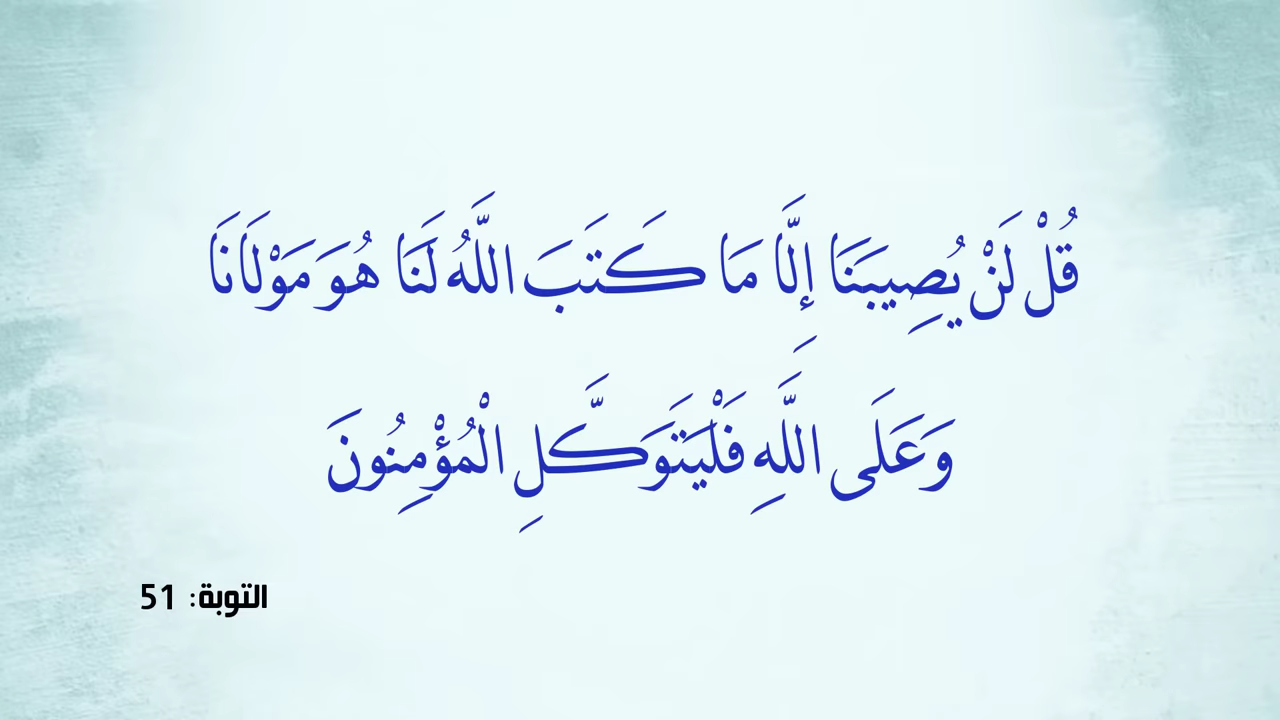 قُلْ لَنْ يُصِيبَنَا إِلَّا مَا كَتَبَ اللَّهُ لَنَا هُوَ مَوْلَانَا
وَعَلَى اللَّهِ فَلْيَتَوَكَّلِ الْمُؤْمِنُونَ
التوبة: 51